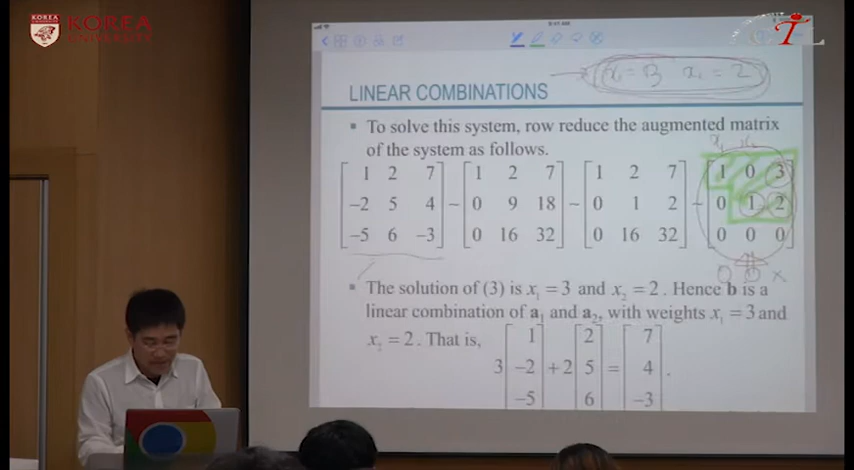 KOREA
KOREA
UNIVERSITY
x₁ = 3 x₂ = 2
LINEAR COMBINATIONS
▪ To solve this system, row reduce the augmented matrix
of the system as follows.
[1 2 7; -2 5 4; -5 6 -3] ~ [1 2 7; 0 9 18; 0 16 32] ~ [1 2 7; 0 1 2; 0 16 32] ~ [1 0 3; 0 1 2; 0 0 0]
▪ The solution of (3) is x₁ = 3 and x₂ = 2. Hence b is a
linear combination of a₁ and a₂, with weights x₁ = 3 and
x₂ = 2. That is, 3 [1; -2; -5] + 2 [2; 5; 6] = [7; 4; -3].